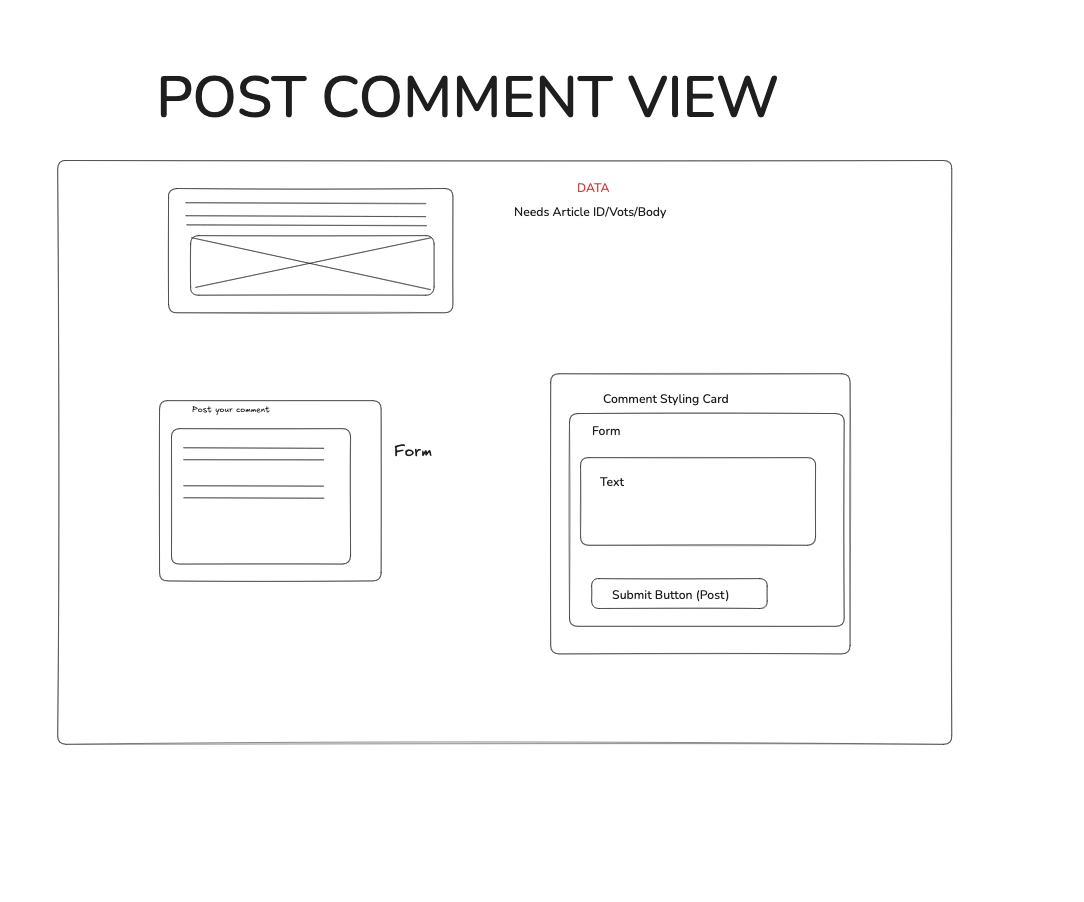 POST COMMENT VIEW
DATA
Needs Article ID/Vots/Body
Post your comment
Form
Comment Styling Card
Form
Text
Submit Button (Post)